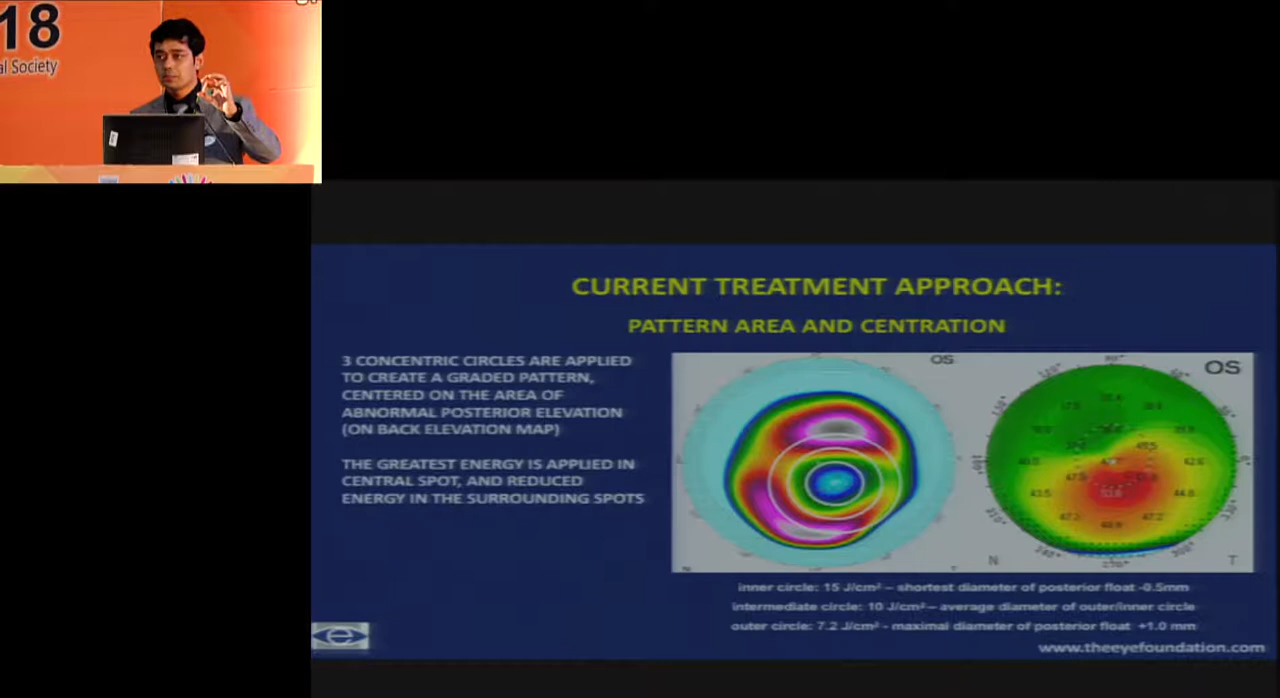 18
al Society
CURRENT TREATMENT APPROACH:
PATTERN AREA AND CENTRATION
3 CONCENTRIC CIRCLES ARE APPLIED
TO CREATE A GRADED PATTERN,
CENTERED ON THE AREA OF
ABNORMAL POSTERIOR ELEVATION
(ON BACK ELEVATION MAP)
THE GREATEST ENERGY IS APPLIED IN
CENTRAL SPOT, AND REDUCED
ENERGY IN THE SURROUNDING SPOTS
OS
OS
N
T
inner circle: 15 J/cm² – shortest diameter of posterior float -0.5mm
intermediate circle: 10 J/cm² – average diameter of outer/inner circle
outer circle: 7.2 J/cm² - maximal diameter of posterior float +1.0 mm
e
www.theeyefoundation.com